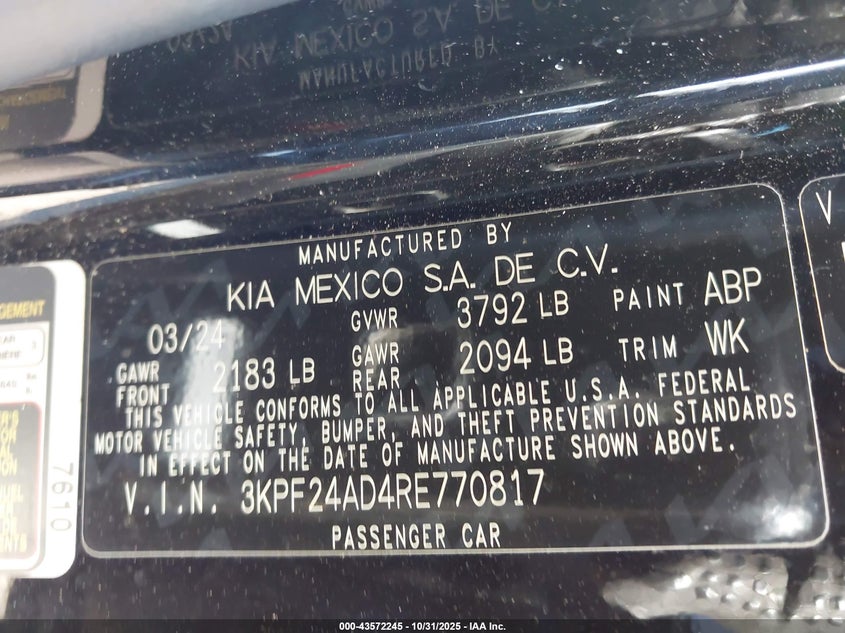 MANUFACTURED BY
KIA MEXICO S.A. DE C.V.
03/24 GVWR 3792 LB PAINT ABP
GAWR FRONT 2183 LB GAWR REAR 2094 LB TRIM WK
THIS VEHICLE CONFORMS TO ALL APPLICABLE U.S.A. FEDERAL
MOTOR VEHICLE SAFETY, BUMPER, AND THEFT PREVENTION STANDARDS
IN EFFECT ON THE DATE OF MANUFACTURE SHOWN ABOVE.
V.I.N. 3KPF24AD4RE770817
PASSENGER CAR
7610
V
000-43572245 - 10/31/2025 - IAA Inc.